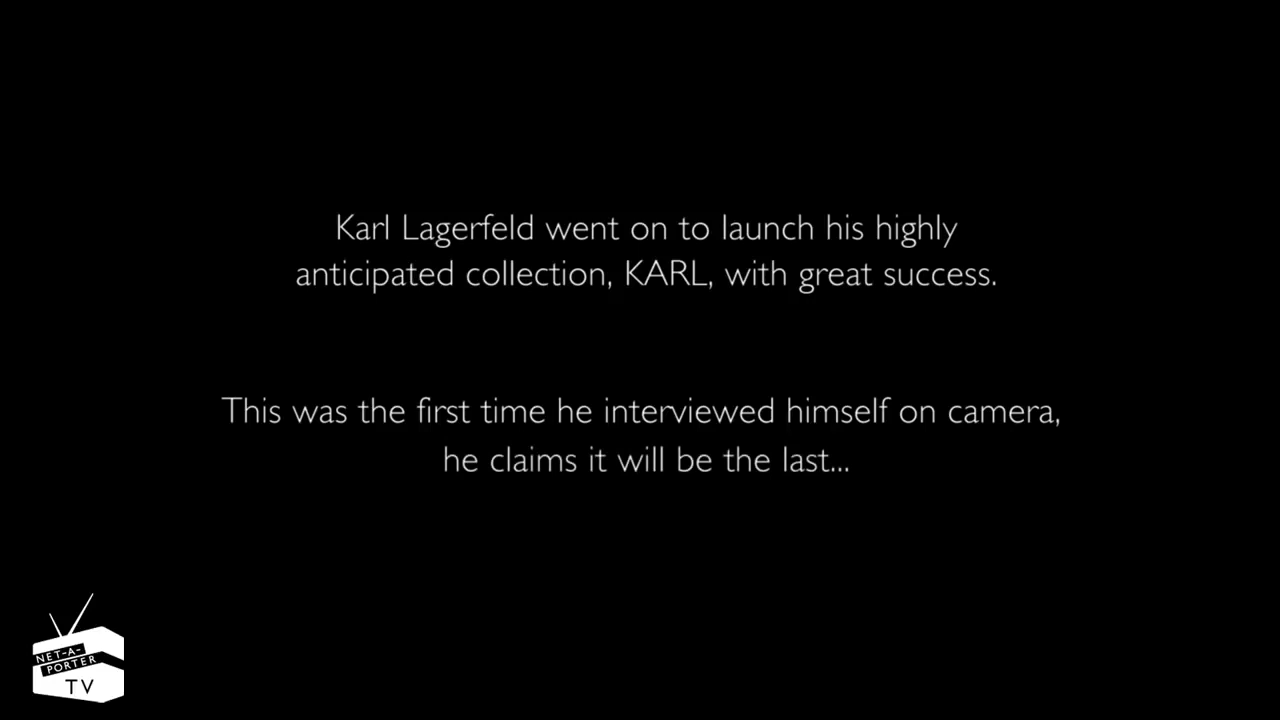 Karl Lagerfeld went on to launch his highly
anticipated collection, KARL, with great success.
This was the first time he interviewed himself on camera,
he claims it will be the last...
NET-A-
PORTER
TV